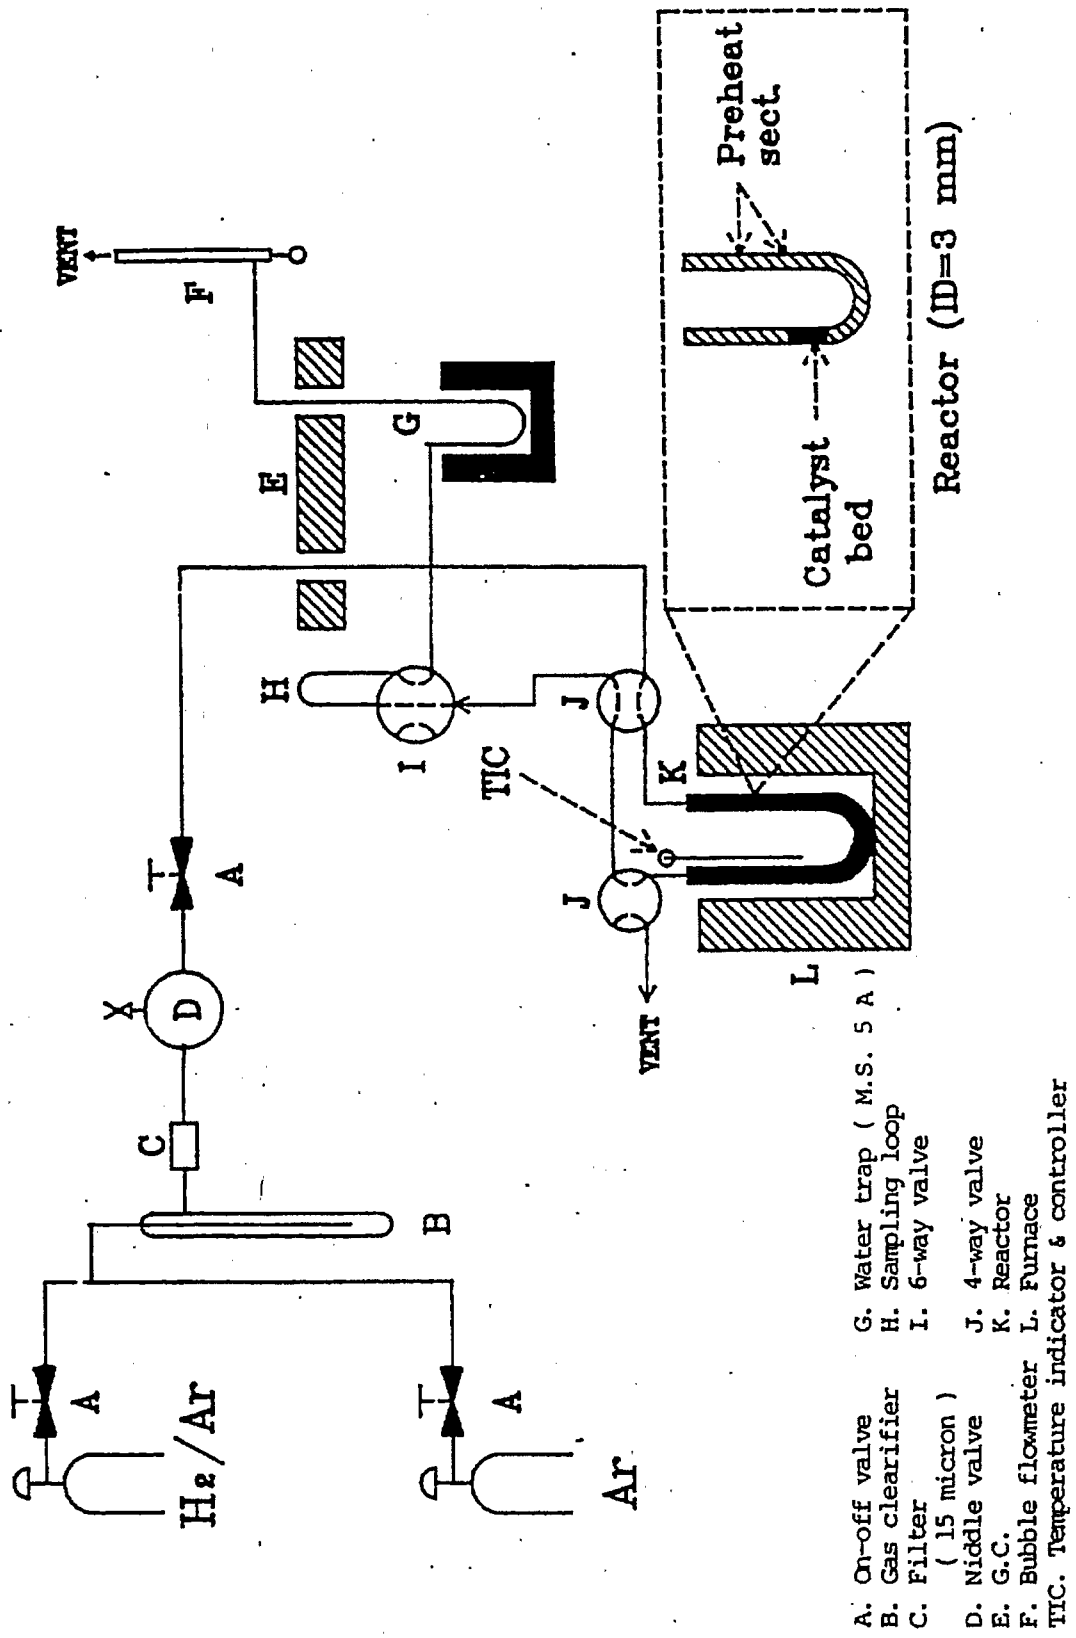 H₂/Ar
A
Ar
A
B
C
D
A
E
F
VENT
G
H
I
J
J
TIC
K
L
VENT
Catalyst
bed
Preheat
sect.
Reactor (ID=3 mm)
A. On-off valve
B. Gas clearifier
C. Filter
( 15 micron )
D. Niddle valve
E. G.C.
F. Bubble flowmeter
G. Water trap ( M.S. 5 A )
H. Sampling loop
I. 6-way valve
J. 4-way valve
K. Reactor
L. Furnace
TIC. Temperature indicator & controller